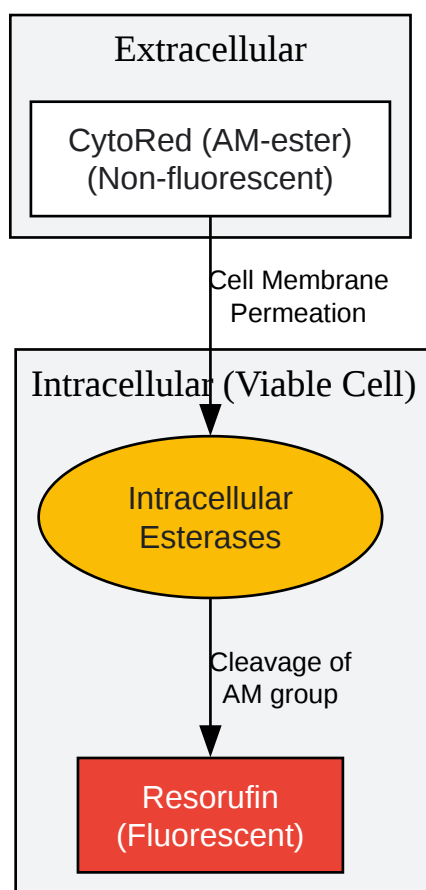 Extracellular
CytoRed (AM-ester)
(Non-fluorescent)
Cell Membrane
Permeation
Intracellular (Viable Cell)
Intracellular
Esterases
Cleavage of
AM group
Resorufin
(Fluorescent)